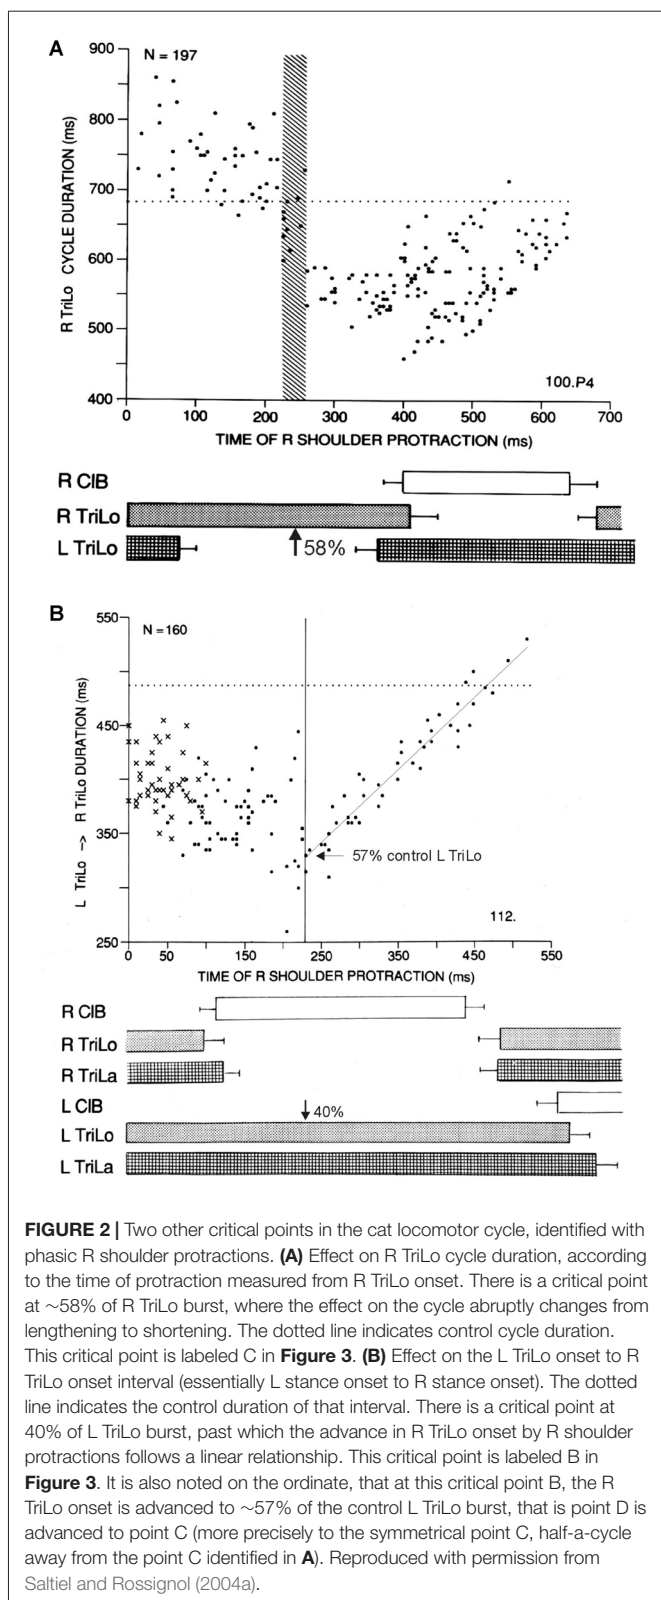 A
N = 197
900
800
700
600
500
400
R TriLo CYCLE DURATION (ms)
100.P4
0 100 200 300 400 500 600 700
TIME OF R SHOULDER PROTRACTION (ms)
R ClB
R TriLo
L TriLo
58%
B
N = 160
550
450
350
250
L TriLo -> R TriLo DURATION (ms)
57% control L TriLo
112.
0 50 150 250 350 450 550
TIME OF R SHOULDER PROTRACTION (ms)
R ClB
R TriLo
R TriLa
L ClB
40%
L TriLo
L TriLa
FIGURE 2 | Two other critical points in the cat locomotor cycle, identified with
phasic R shoulder protractions. (A) Effect on R TriLo cycle duration, according
to the time of protraction measured from R TriLo onset. There is a critical point
at ~58% of R TriLo burst, where the effect on the cycle abruptly changes from
lengthening to shortening. The dotted line indicates control cycle duration.
This critical point is labeled C in Figure 3. (B) Effect on the L TriLo onset to R
TriLo onset interval (essentially L stance onset to R stance onset). The dotted
line indicates the control duration of that interval. There is a critical point at
40% of L TriLo burst, past which the advance in R TriLo onset by R shoulder
protractions follows a linear relationship. This critical point is labeled B in
Figure 3. It is also noted on the ordinate, that at this critical point B, the R
TriLo onset is advanced to ~57% of the control L TriLo burst, that is point D is
advanced to point C (more precisely to the symmetrical point C, half-a-cycle
away from the point C identified in A). Reproduced with permission from
Saltiel and Rossignol (2004a).